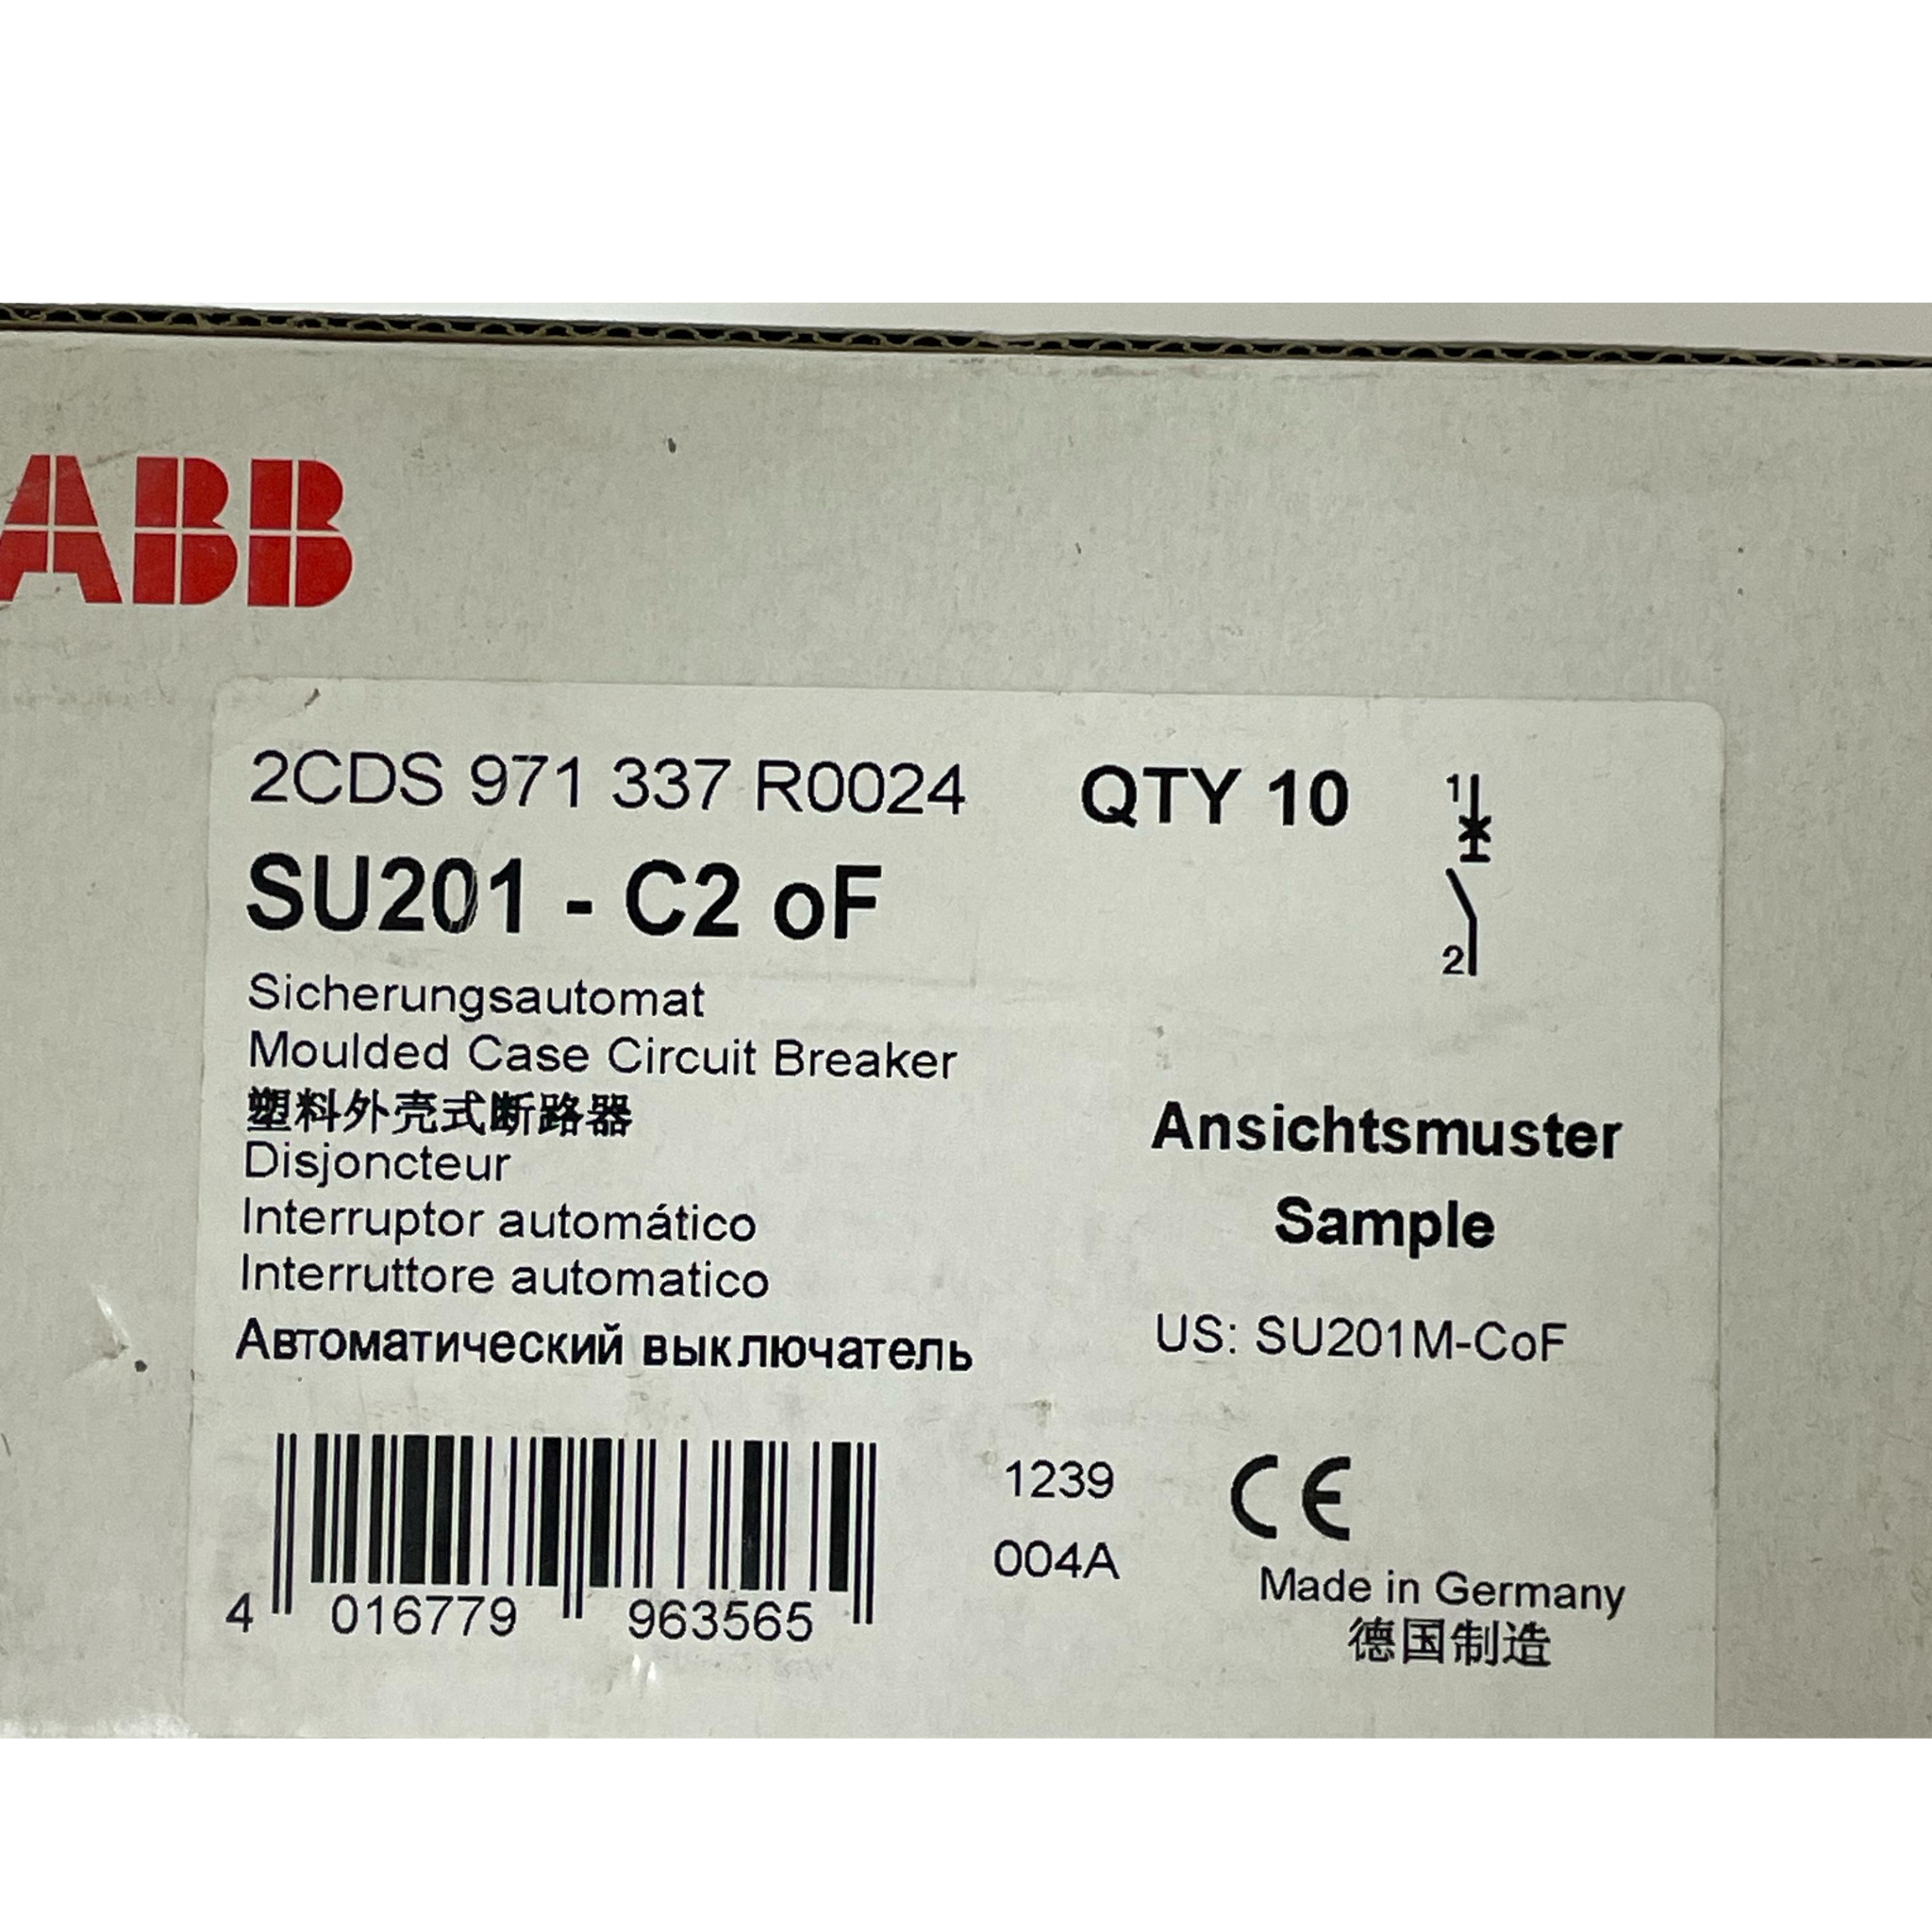 ABB
2CDS 971 337 R0024 QTY 10
SU201 - C2 oF
Sicherungsautomat
Moulded Case Circuit Breaker
塑料外壳式断路器
Disjoncteur
Interruptor automático
Interruttore automatico
Автоматический выключатель
1
2
Ansichtsmuster
Sample
US: SU201M-CoF
4 016779 963565
1239
004A
CE
Made in Germany
德国制造